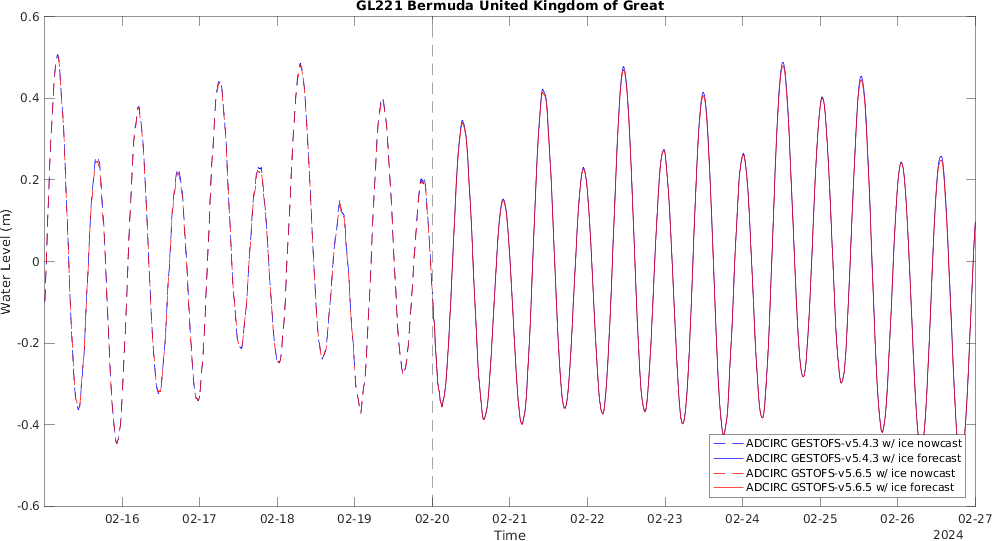 GL221 Bermuda United Kingdom of Great
0.6
0.4
0.2
0
-0.2
-0.4
-0.6
Water Level (m)
ADCIRC GESTOFS-v5.4.3 w/ ice nowcast
ADCIRC GESTOFS-v5.4.3 w/ ice forecast
ADCIRC GSTOFS-v5.6.5 w/ ice nowcast
ADCIRC GSTOFS-v5.6.5 w/ ice forecast
02-16 02-17 02-18 02-19 02-20 02-21 02-22 02-23 02-24 02-25 02-26 02-27
Time
2024